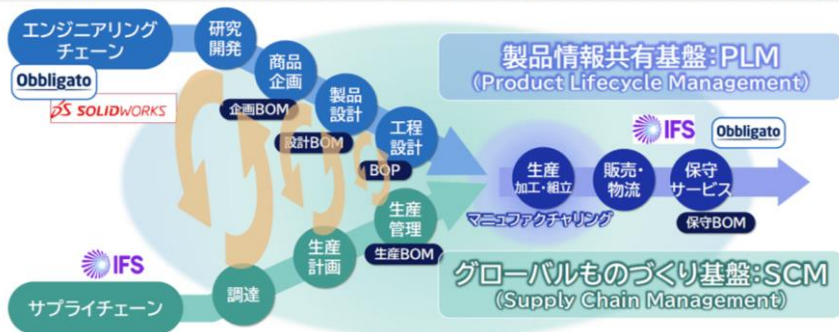 エンジニアリング
チェーン
Obbligato
DS SOLIDWORKS
研究
開発
商品
企画
企画BOM
製品
設計
設計BOM
工程
設計
BOP
製品情報共有基盤:PLM
(Product Lifecycle Management)
IFS
Obbligato
生産
加工・組立
マニュファクチャリング
販売・
物流
保守
サービス
保守BOM
生産
管理
生産BOM
生産
計画
調達
IFS
サプライチェーン
グローバルものづくり基盤:SCM
(Supply Chain Management)